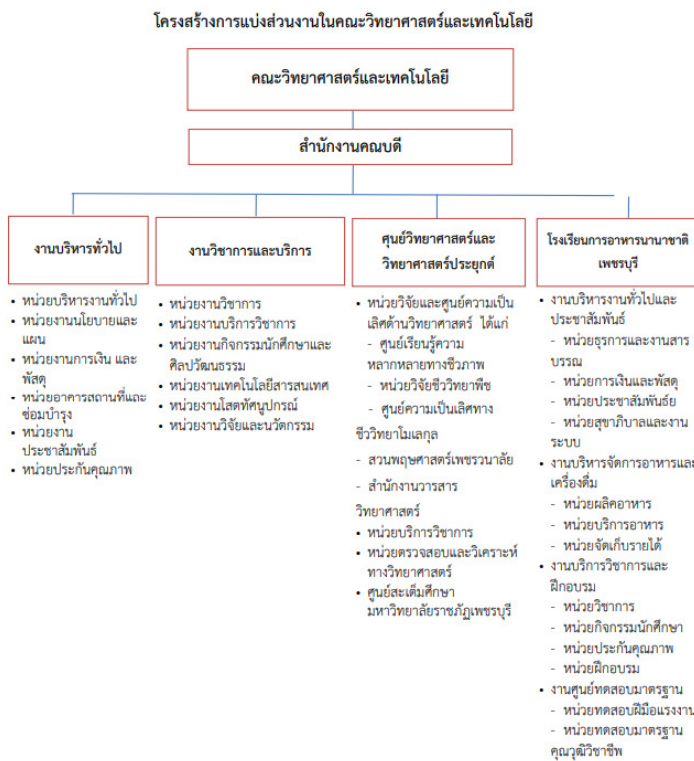 โครงสร้างการแบ่งส่วนงานในคณะวิทยาศาสตร์และเทคโนโลยี
คณะวิทยาศาสตร์และเทคโนโลยี
สำนักงานคณบดี
งานบริหารทั่วไป
• หน่วยบริหารงานทั่วไป
• หน่วยงานนโยบายและ
แผน
• หน่วยงานการเงิน และ
พัสดุ
• หน่วยอาคารสถานที่และ
ซ่อมบำรุง
• หน่วยงาน
ประชาสัมพันธ์
• หน่วยประกันคุณภาพ
งานวิชาการและบริการ
• หน่วยงานวิชาการ
• หน่วยงานบริการวิชาการ
• หน่วยงานกิจกรรมนักศึกษาและ
ศิลปวัฒนธรรม
• หน่วยงานเทคโนโลยีสารสนเทศ
• หน่วยงานโสตทัศนูปกรณ์
• หน่วยงานวิจัยและนวัตกรรม
ศูนย์วิทยาศาสตร์และ
วิทยาศาสตร์ประยุกต์
• หน่วยวิจัยและศูนย์ความเป็น
เลิศด้านวิทยาศาสตร์ ได้แก่
- ศูนย์เรียนรู้ความ
หลากหลายทางชีวภาพ
- หน่วยวิจัยชีววิทยาพืช
- ศูนย์ความเป็นเลิศทาง
ชีววิทยาโมเลกุล
- สวนพฤษศาสตร์เพชรวนาลัย
- สำนักงานวารสาร
วิทยาศาสตร์
• หน่วยบริการวิชาการ
• หน่วยตรวจสอบและวิเคราะห์
ทางวิทยาศาสตร์
• ศูนย์สะเต็มศึกษา
มหาวิทยาลัยราชภัฏเพชรบุรี
โรงเรียนการอาหารนานาชาติ
เพชรบุรี
• งานบริหารงานทั่วไปและ
ประชาสัมพันธ์
- หน่วยธุรการและงานสาร
บรรณ
- หน่วยการเงินและพัสดุ
- หน่วยประชาสัมพันธ์ย
- หน่วยสุขาภิบาลและงาน
ระบบ
• งานบริหารจัดการอาหารและ
เครื่องดื่ม
- หน่วยผลิคอาหาร
- หน่วยบริการอาหาร
- หน่วยจัดเก็บรายได้
• งานบริการวิชาการและ
ฝึกอบรม
- หน่วยวิชาการ
- หน่วยกิจกรรมนักศึกษา
- หน่วยประกันคุณภาพ
- หน่วยฝึกอบรม
• งานศูนย์ทดสอบมาตรฐาน
- หน่วยทดสอบฝีมือแรงงาน
- หน่วยทดสอบมาตรฐาน
คุณวุฒิวิชาชีพ